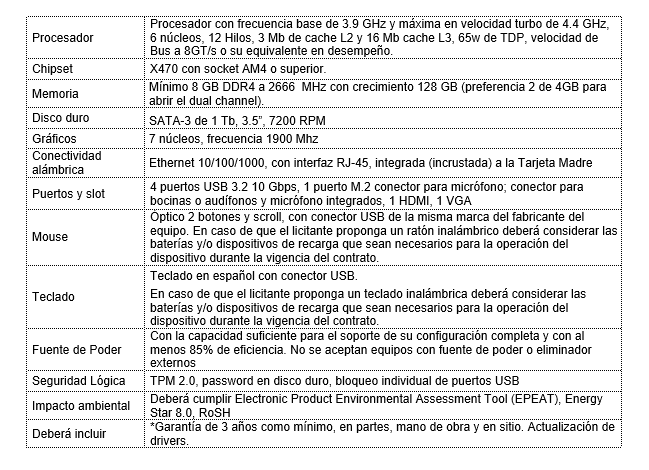 Procesador
Procesador con frecuencia base de 3.9 GHz y máxima en velocidad turbo de 4.4 GHz,
6 núcleos, 12 Hilos, 3 Mb de cache L2 y 16 Mb cache L3, 65w de TDP, velocidad de
Bus a 8GT/s o su equivalente en desempeño.
Chipset
X470 con socket AM4 o superior.
Memoria
Mínimo 8 GB DDR4 a 2666 MHz con crecimiento 128 GB (preferencia 2 de 4GB para
abrir el dual channel).
Disco duro
SATA-3 de 1 Tb, 3.5”, 7200 RPM
Gráficos
7 núcleos, frecuencia 1900 Mhz
Conectividad
alámbrica
Ethernet 10/100/1000, con interfaz RJ-45, integrada (incrustada) a la Tarjeta Madre
Puertos y slot
4 puertos USB 3.2 10 Gbps, 1 puerto M.2 conector para micrófono; conector para
bocinas o audífonos y micrófono integrados, 1 HDMI, 1 VGA
Mouse
Óptico 2 botones y scroll, con conector USB de la misma marca del fabricante del
equipo. En caso de que el licitante proponga un ratón inalámbrico deberá considerar las
baterías y/o dispositivos de recarga que sean necesarios para la operación del
dispositivo durante la vigencia del contrato.
Teclado
Teclado en español con conector USB.
En caso de que el licitante proponga un teclado inalámbrica deberá considerar las
baterías y/o dispositivos de recarga que sean necesarios para la operación del
dispositivo durante la vigencia del contrato.
Fuente de Poder
Con la capacidad suficiente para el soporte de su configuración completa y con al
menos 85% de eficiencia. No se aceptan equipos con fuente de poder o eliminador
externos
Seguridad Lógica
TPM 2.0, password en disco duro, bloqueo individual de puertos USB
Impacto ambiental
Deberá cumplir Electronic Product Environmental Assessment Tool (EPEAT), Energy
Star 8.0, RoSH
Deberá incluir
*Garantía de 3 años como mínimo, en partes, mano de obra y en sitio. Actualización de
drivers.